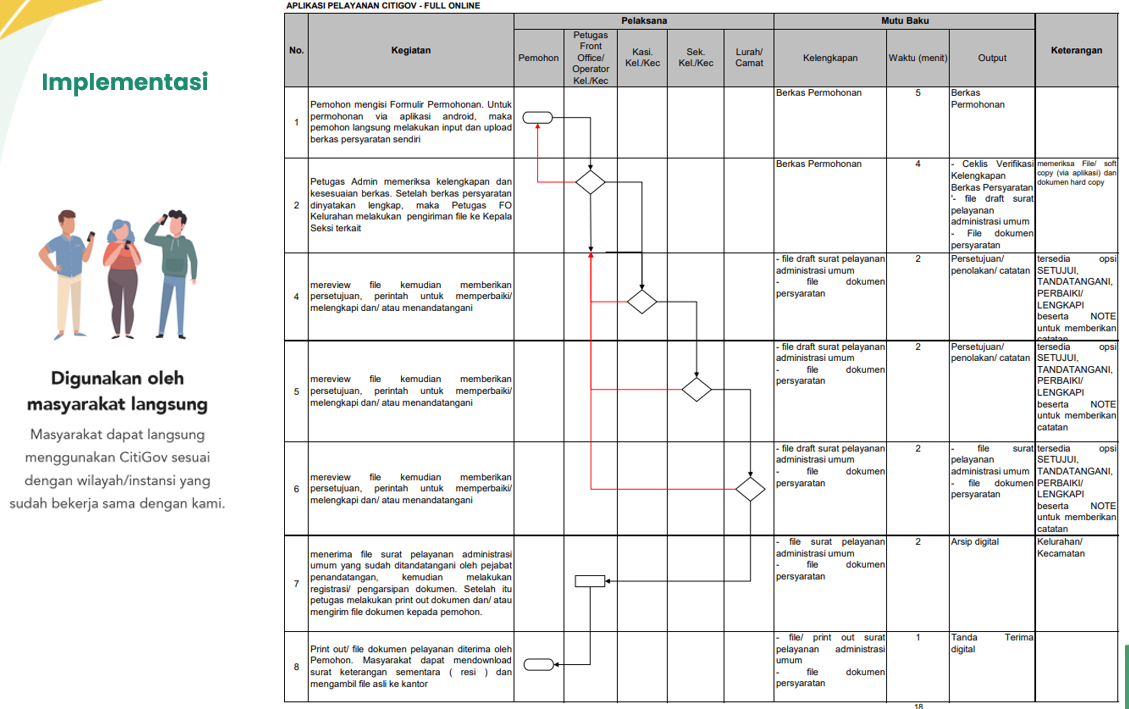 APLIKASI PELAYANAN CITIGOV - FULL ONLINE
Implementasi
Digunakan oleh
masyarakat langsung
Masyarakat dapat langsung
menggunakan CitiGov sesuai
dengan wilayah/instansi yang
sudah bekerja sama dengan kami.
No.
Kegiatan
Pelaksana
Mutu Baku
Keterangan
Pemohon
Petugas
Front
Office/
Operator
Kel./Kec
Kasi.
Kel./Kec
Sek.
Kel./Kec
Lurah/
Camat
Kelengkapan
Waktu (menit)
Output
1
Pemohon mengisi Formulir Permohonan. Untuk
permohonan via aplikasi android, maka
pemohon langsung melakukan input dan upload
berkas persyaratan sendiri
Berkas Permohonan
5
Berkas
Permohonan
2
Petugas Admin memeriksa kelengkapan dan
kesesuaian berkas. Setelah berkas persyaratan
dinyatakan lengkap, maka Petugas FO
Kelurahan melakukan pengiriman file ke Kepala
Seksi terkait
Berkas Permohonan
4
- Ceklis Verifikasi
Kelengkapan
Berkas Persyaratan
'- file draft surat
pelayanan
administrasi umum
- File dokumen
persyaratan
memeriksa File/ soft
copy (via aplikasi) dan
dokumen hard copy
4
mereview file kemudian memberikan
persetujuan, perintah untuk memperbaiki/
melengkapi dan/ atau menandatangani
- file draft surat pelayanan
administrasi umum
- file dokumen
persyaratan
2
Persetujuan/
penolakan/ catatan
tersedia opsi
SETUJUI,
TANDATANGANI,
PERBAIKI/
LENGKAPI
beserta NOTE
untuk memberikan
catatan
5
mereview file kemudian memberikan
persetujuan, perintah untuk memperbaiki/
melengkapi dan/ atau menandatangani
- file draft surat pelayanan
administrasi umum
- file dokumen
persyaratan
2
Persetujuan/
penolakan/ catatan
tersedia opsi
SETUJUI,
TANDATANGANI,
PERBAIKI/
LENGKAPI
beserta NOTE
untuk memberikan
catatan
6
mereview file kemudian memberikan
persetujuan, perintah untuk memperbaiki/
melengkapi dan/ atau menandatangani
- file draft surat pelayanan
administrasi umum
- file dokumen
persyaratan
2
- file surat
pelayanan
administrasi umum
- file dokumen
persyaratan
tersedia opsi
SETUJUI,
TANDATANGANI,
PERBAIKI/
LENGKAPI
beserta NOTE
untuk memberikan
catatan
7
menerima file surat pelayanan administrasi
umum yang sudah ditandatangani oleh pejabat
penandatangan, kemudian melakukan
registrasi/ pengarsipan dokumen. Setelah itu
petugas melakukan print out dokumen dan/ atau
mengirim file dokumen kepada pemohon.
- file surat pelayanan
administrasi umum
- file dokumen
persyaratan
2
Arsip digital
Kelurahan/
Kecamatan
8
Print out/ file dokumen pelayanan diterima oleh
Pemohon. Masyarakat dapat mendownload
surat keterangan sementara ( resi ) dan
mengambil file asli ke kantor
- file/ print out surat
pelayanan administrasi
umum
- file dokumen
persyaratan
1
Tanda Terima
digital
18